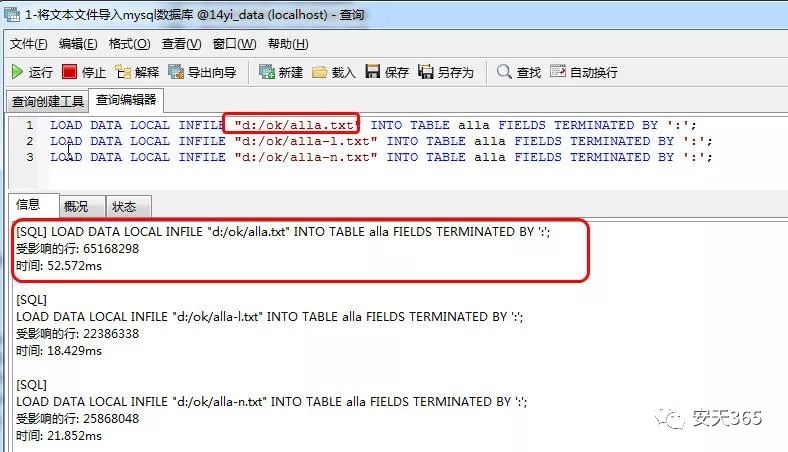 1-将文本文件导入mysql数据库 @14yi_data (localhost) - 查询
文件(F) 编辑(E) 格式(O) 查看(V) 窗口(W) 帮助(H)
运行 停止 解释 导出向导 新建 载入 保存 另存为 查找 自动换行
查询创建工具 查询编辑器
1 LOAD DATA LOCAL INFILE "d:/ok/alla.txt" INTO TABLE alla FIELDS TERMINATED BY ':';
2 LOAD DATA LOCAL INFILE "d:/ok/alla-l.txt" INTO TABLE alla FIELDS TERMINATED BY ':';
3 LOAD DATA LOCAL INFILE "d:/ok/alla-n.txt" INTO TABLE alla FIELDS TERMINATED BY ':';
信息 概况 状态
[SQL] LOAD DATA LOCAL INFILE "d:/ok/alla.txt" INTO TABLE alla FIELDS TERMINATED BY ':';
受影响的行: 65168298
时间: 52.572ms
[SQL]
LOAD DATA LOCAL INFILE "d:/ok/alla-l.txt" INTO TABLE alla FIELDS TERMINATED BY ':';
受影响的行: 22386338
时间: 18.429ms
[SQL]
LOAD DATA LOCAL INFILE "d:/ok/alla-n.txt" INTO TABLE alla FIELDS TERMINATED BY ':';
受影响的行: 25868048
时间: 21.852ms
安天365